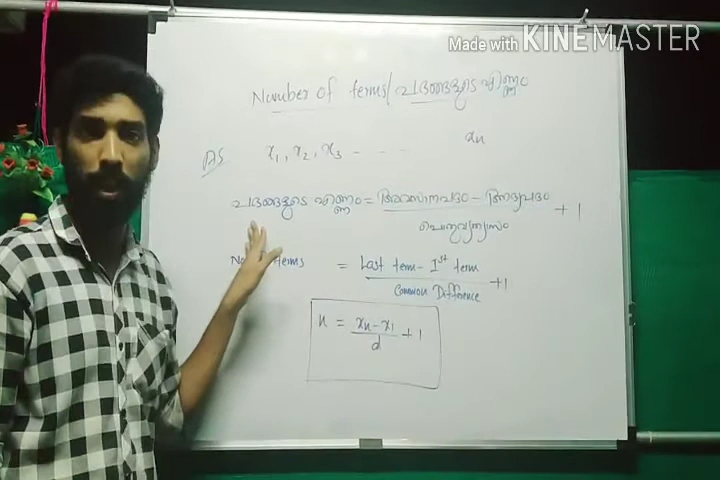 Made with KINEMASTER
Number of terms/ പദങ്ങളുടെ എണ്ണം
AS x₁, x₂, x₃ - - - - xₙ
പദങ്ങളുടെ എണ്ണം = അവസാനപദം - ആദ്യപദം / പൊതുവ്യത്യാസം + 1
No terms = Last term - 1st term / Common Difference + 1
n = xₙ - x₁ / d + 1